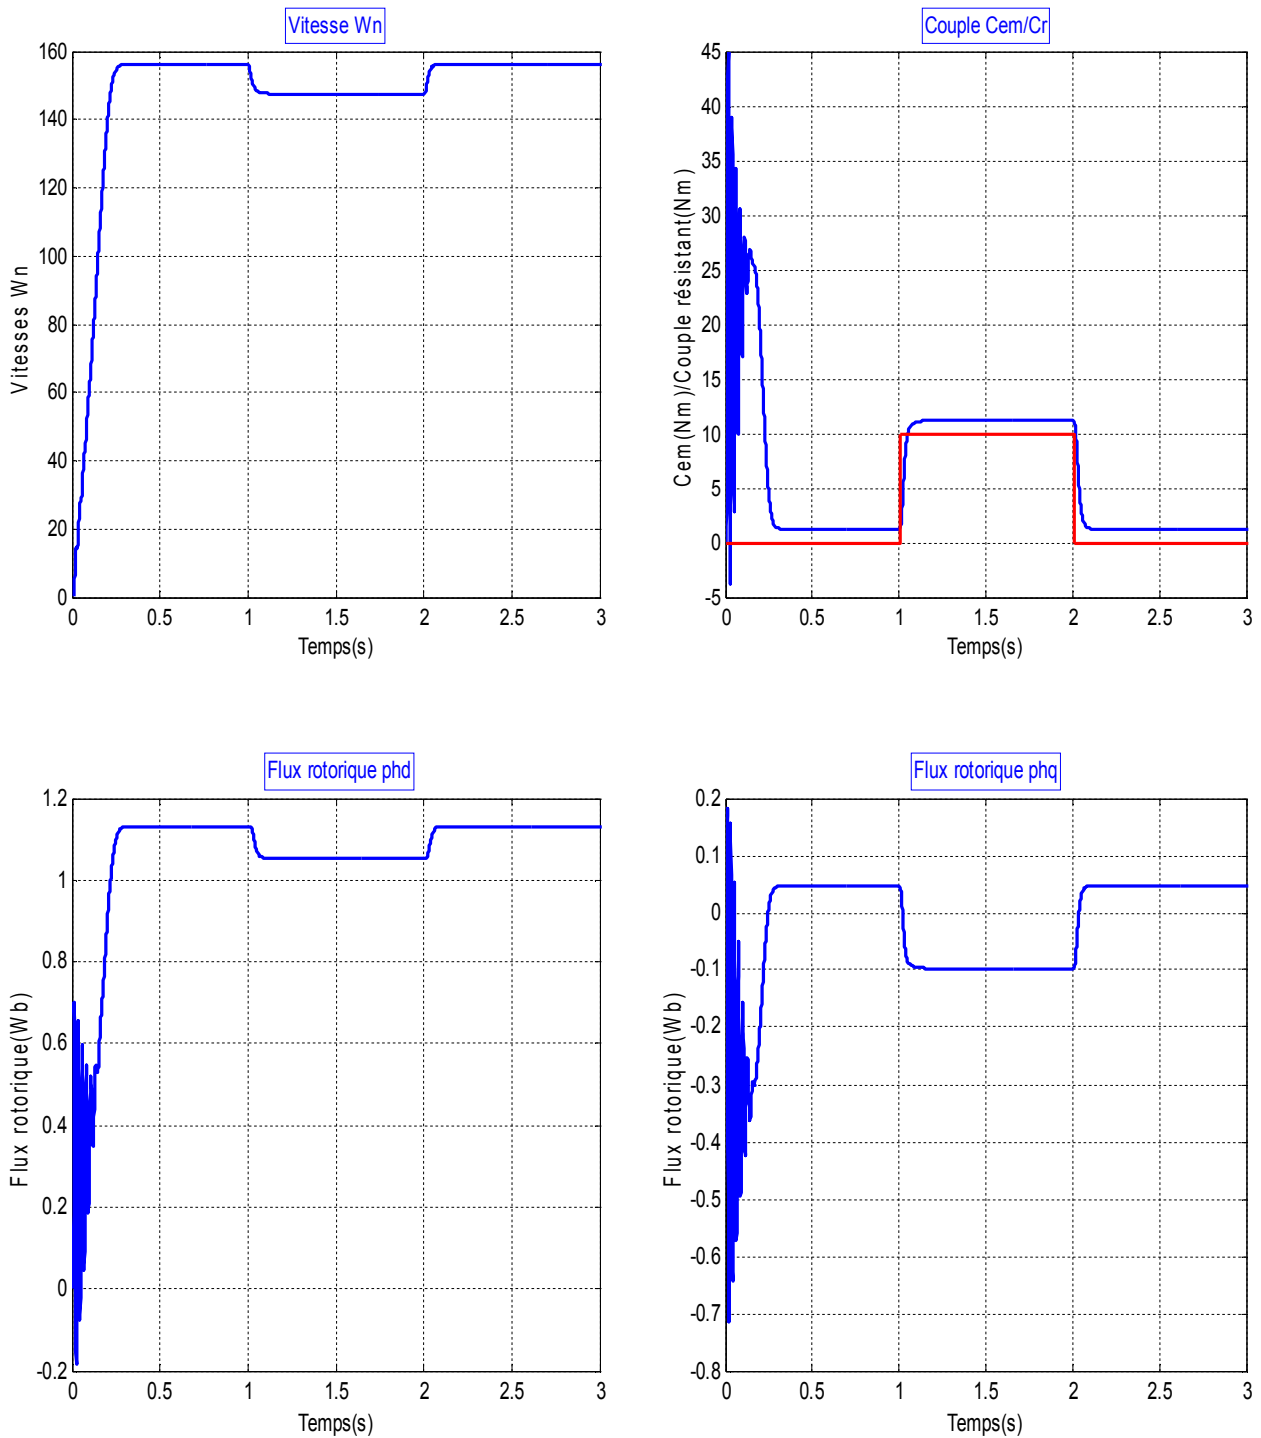 Vitesse Wn
160
140
120
100
80
60
40
20
0
Vitesses Wn
0 0.5 1 1.5 2 2.5 3
Temps(s)
Couple Cem/Cr
45
40
35
30
25
20
15
10
5
0
-5
Cem(Nm)/Couple résistant(Nm)
0 0.5 1 1.5 2 2.5 3
Temps(s)
Flux rotorique phd
1.2
1
0.8
0.6
0.4
0.2
0
-0.2
Flux rotorique(Wb)
0 0.5 1 1.5 2 2.5 3
Temps(s)
Flux rotorique phq
0.2
0.1
0
-0.1
-0.2
-0.3
-0.4
-0.5
-0.6
-0.7
-0.8
Flux rotorique(Wb)
0 0.5 1 1.5 2 2.5 3
Temps(s)